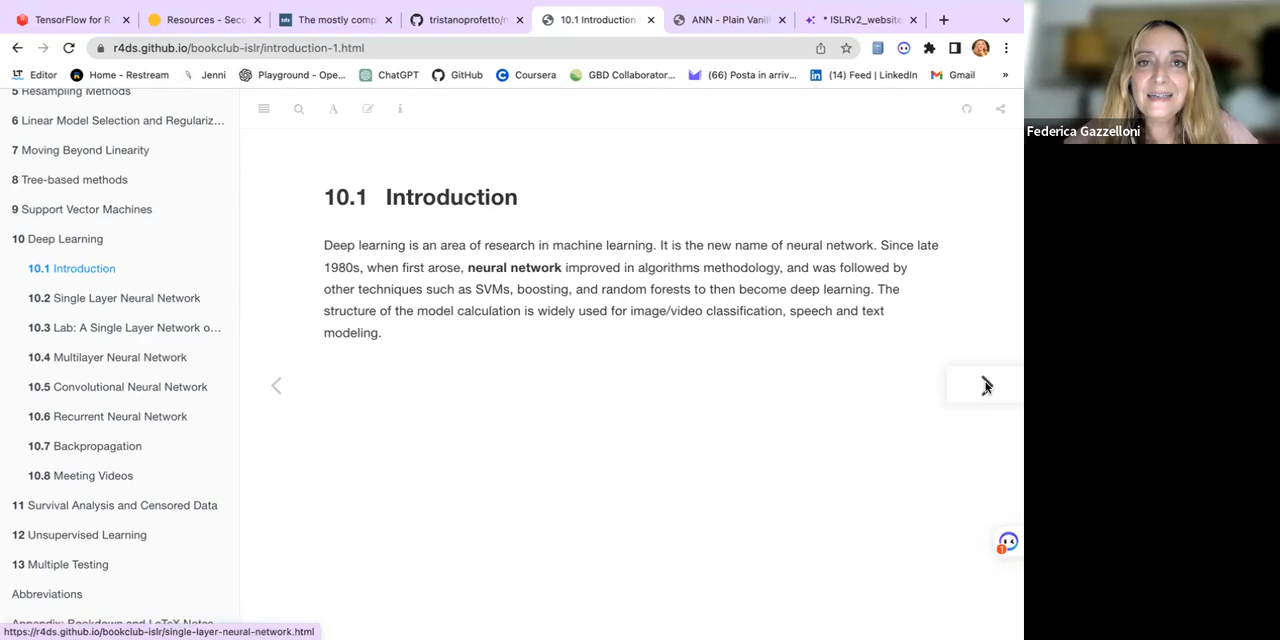 TensorFlow for R
Resources - Seco
The mostly comp
tristanoprofetto/n
10.1 Introduction
ANN - Plain Vanill
* ISLRv2_website
r4ds.github.io/bookclub-islr/introduction-1.html
Editor
Home - Restream
Jenni
Playground - Ope...
ChatGPT
GitHub
Coursera
GBD Collaborator...
(66) Posta in arriv...
(14) Feed | LinkedIn
Gmail
»
Federica Gazzelloni
5 Resampling Methods
6 Linear Model Selection and Regulariz...
7 Moving Beyond Linearity
8 Tree-based methods
9 Support Vector Machines
10 Deep Learning
10.1 Introduction
10.2 Single Layer Neural Network
10.3 Lab: A Single Layer Network o...
10.4 Multilayer Neural Network
10.5 Convolutional Neural Network
10.6 Recurrent Neural Network
10.7 Backpropagation
10.8 Meeting Videos
11 Survival Analysis and Censored Data
12 Unsupervised Learning
13 Multiple Testing
Abbreviations
Appendix: Bookdown and LaTeX Notes
https://r4ds.github.io/bookclub-islr/single-layer-neural-network.html
10.1 Introduction
Deep learning is an area of research in machine learning. It is the new name of neural network. Since late
1980s, when first arose, neural network improved in algorithms methodology, and was followed by
other techniques such as SVMs, boosting, and random forests to then become deep learning. The
structure of the model calculation is widely used for image/video classification, speech and text
modeling.
1